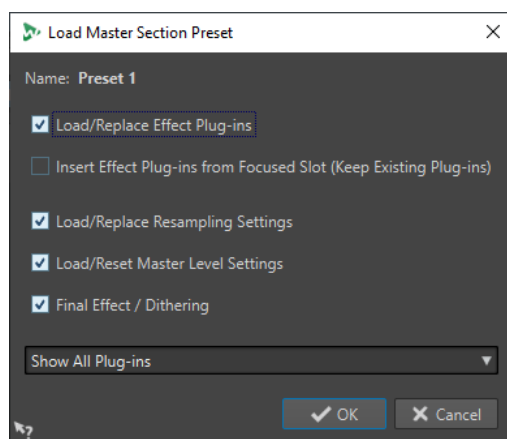 Load Master Section Preset
Name: Preset 1
Load/Replace Effect Plug-ins
Insert Effect Plug-ins from Focused Slot (Keep Existing Plug-ins)
Load/Replace Resampling Settings
Load/Reset Master Level Settings
Final Effect / Dithering
Show All Plug-ins
OK Cancel
?